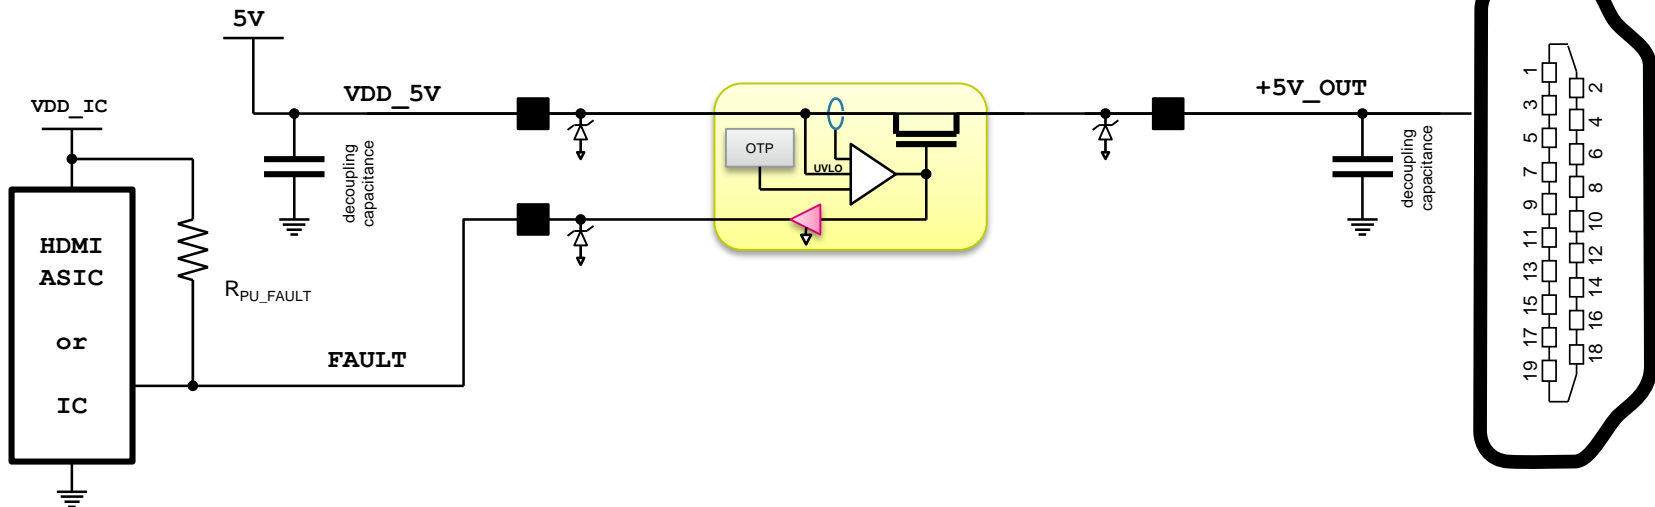 5V
VDD_IC
VDD_5V
+5V_OUT
OTP
UVLO
decoupling
capacitance
decoupling
capacitance
HDMI
ASIC
or
IC
RPU_FAULT
FAULT
1
2
3
4
5
6
7
8
9
10
11
12
13
14
15
16
17
18
19